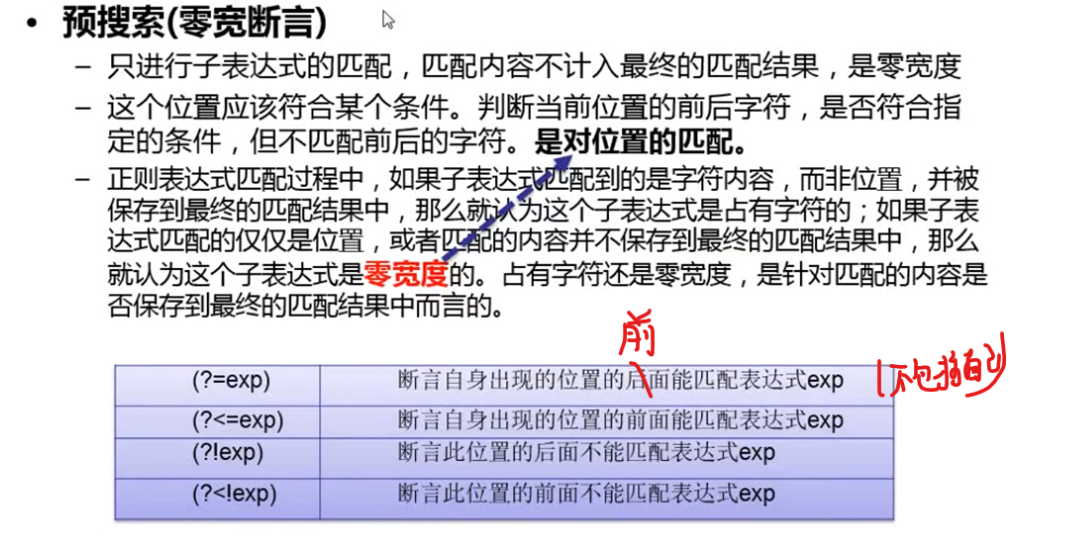 • 预搜索(零宽断言)
– 只进行子表达式的匹配，匹配内容不计入最终的匹配结果，是零宽度
– 这个位置应该符合某个条件。判断当前位置的前后字符，是否符合指
定的条件，但不匹配前后的字符。是对位置的匹配。
– 正则表达式匹配过程中，如果子表达式匹配到的是字符内容，而非位置，并被
保存到最终的匹配结果中，那么就认为这个子表达式是占有字符的；如果子表
达式匹配的仅仅是位置，或者匹配的内容并不保存到最终的匹配结果中，那么
就认为这个子表达式是零宽度的。占有字符还是零宽度，是针对匹配的内容是
否保存到最终的匹配结果中而言的。
前
(?=exp) 断言自身出现的位置的后面能匹配表达式exp (不包括自己)
(?<=exp) 断言自身出现的位置的前面能匹配表达式exp
(?!exp) 断言此位置的后面不能匹配表达式exp
(?<!exp) 断言此位置的前面不能匹配表达式exp